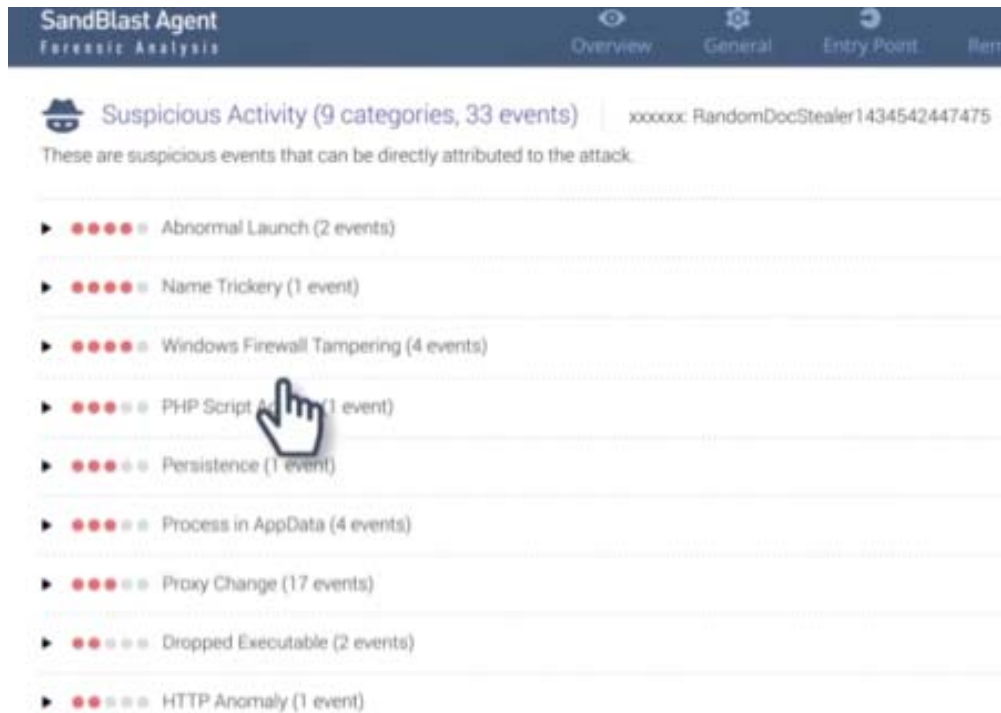 SandBlast Agent
Forensic Analysis
Overview
General
Entry Point
Suspicious Activity (9 categories, 33 events)
xxxxxx: RandomDocStealer1434542447475
These are suspicious events that can be directly attributed to the attack.
Abnormal Launch (2 events)
Name Trickery (1 event)
Windows Firewall Tampering (4 events)
PHP Script (1 event)
Persistence (1 event)
Process in AppData (4 events)
Proxy Change (17 events)
Dropped Executable (2 events)
HTTP Anomaly (1 event)